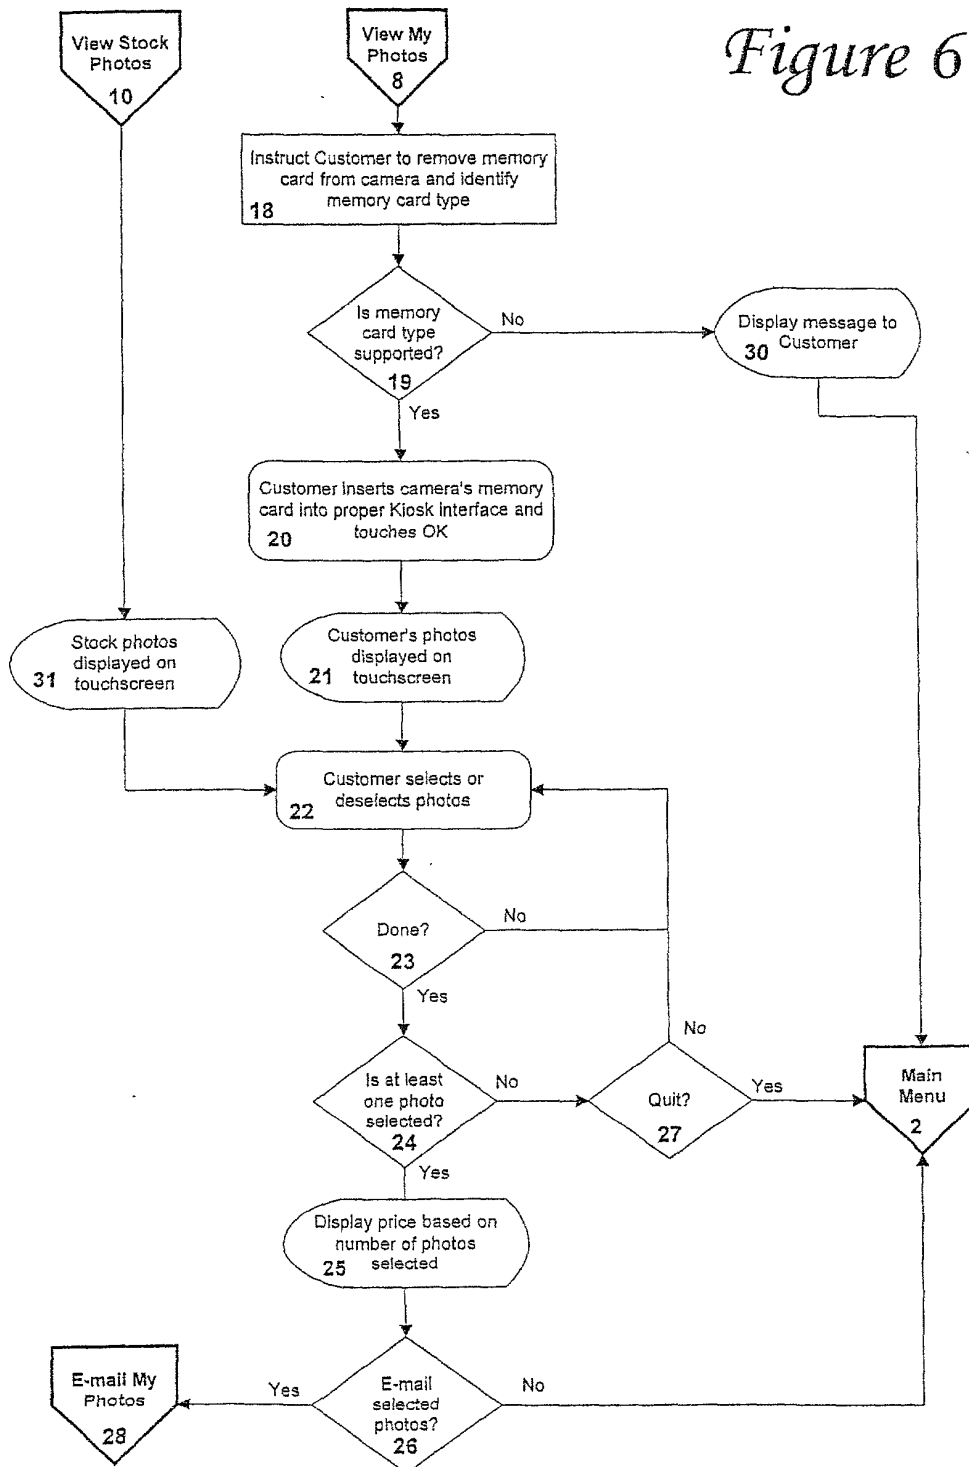 Figure 6
View Stock
Photos
10
View My
Photos
8
Instruct Customer to remove memory
card from camera and identify
memory card type
18
Is memory
card type
supported?
19
No
Yes
Display message to
Customer
30
Customer inserts camera's memory
card into proper Kiosk interface and
touches OK
20
Stock photos
displayed on
touchscreen
31
Customer's photos
displayed on
touchscreen
21
Customer selects or
deselects photos
22
Done?
23
No
Yes
Is at least
one photo
selected?
24
No
Yes
Quit?
27
No
Yes
Main
Menu
2
Display price based on
number of photos
selected
25
E-mail
selected
photos?
26
Yes
No
E-mail My
Photos
28